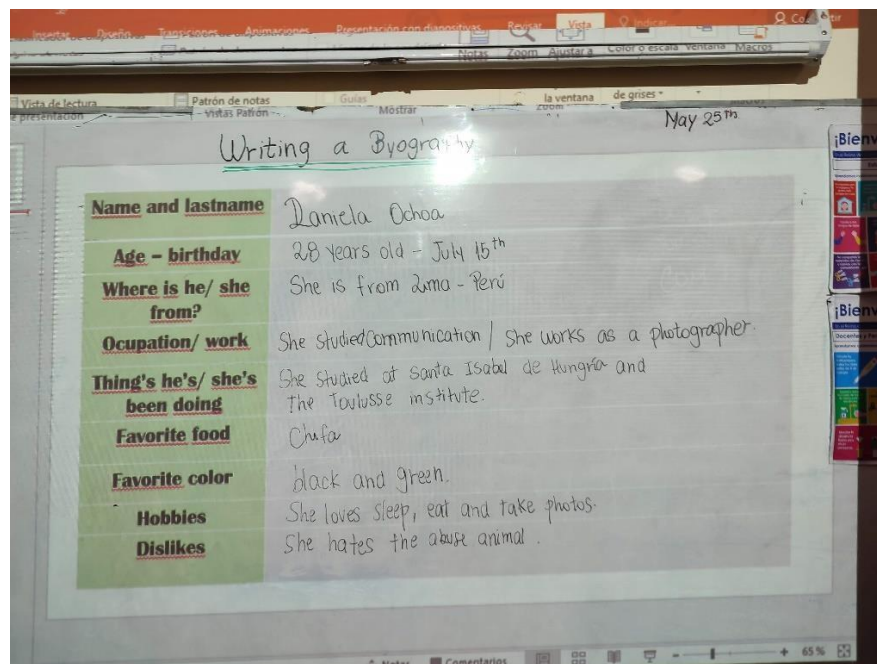 Insertar Diseño Transiciones Animaciones Presentación con diapositivas Revisar Vista
Notas Zoom Ajustar a Color o escala Ventana Macros
Vista de lectura Patrón de notas Guías la ventana de grises
presentación Vistas Patrón Mostrar Zoom
May 25th
Writing a Byography
Name and lastname Daniela Ochoa
Age – birthday 28 years old - July 15th
Where is he/ she from? She is from Lima - Perú
Ocupation/ work She studied Communication / She works as a photographer.
Thing's he's/ she's been doing She studied at Santa Isabel de Hungría and
The Toulusse institute.
Favorite food Chifa
Favorite color black and green.
Hobbies She loves sleep, eat and take photos.
Dislikes She hates the abuse animal.
¡Bienv
¡Bienv
Notas Comentarios 65 %